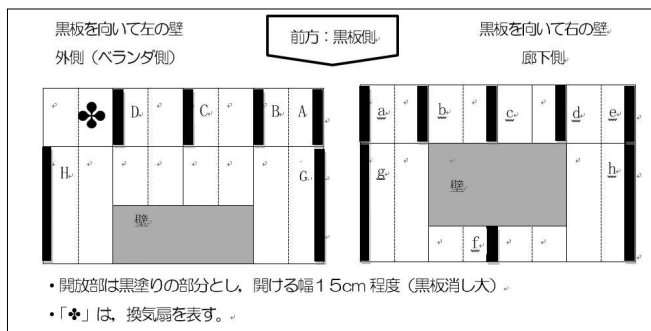 黒板を向いて左の壁
外側（ベランダ側）
前方：黒板側
黒板を向いて右の壁
廊下側
D C B A
H G
壁
a b c d e
g h
壁
f
・開放部は黒塗りの部分とし，開ける幅１５cm 程度（黒板消し大）
・「✤」は，換気扇を表す。